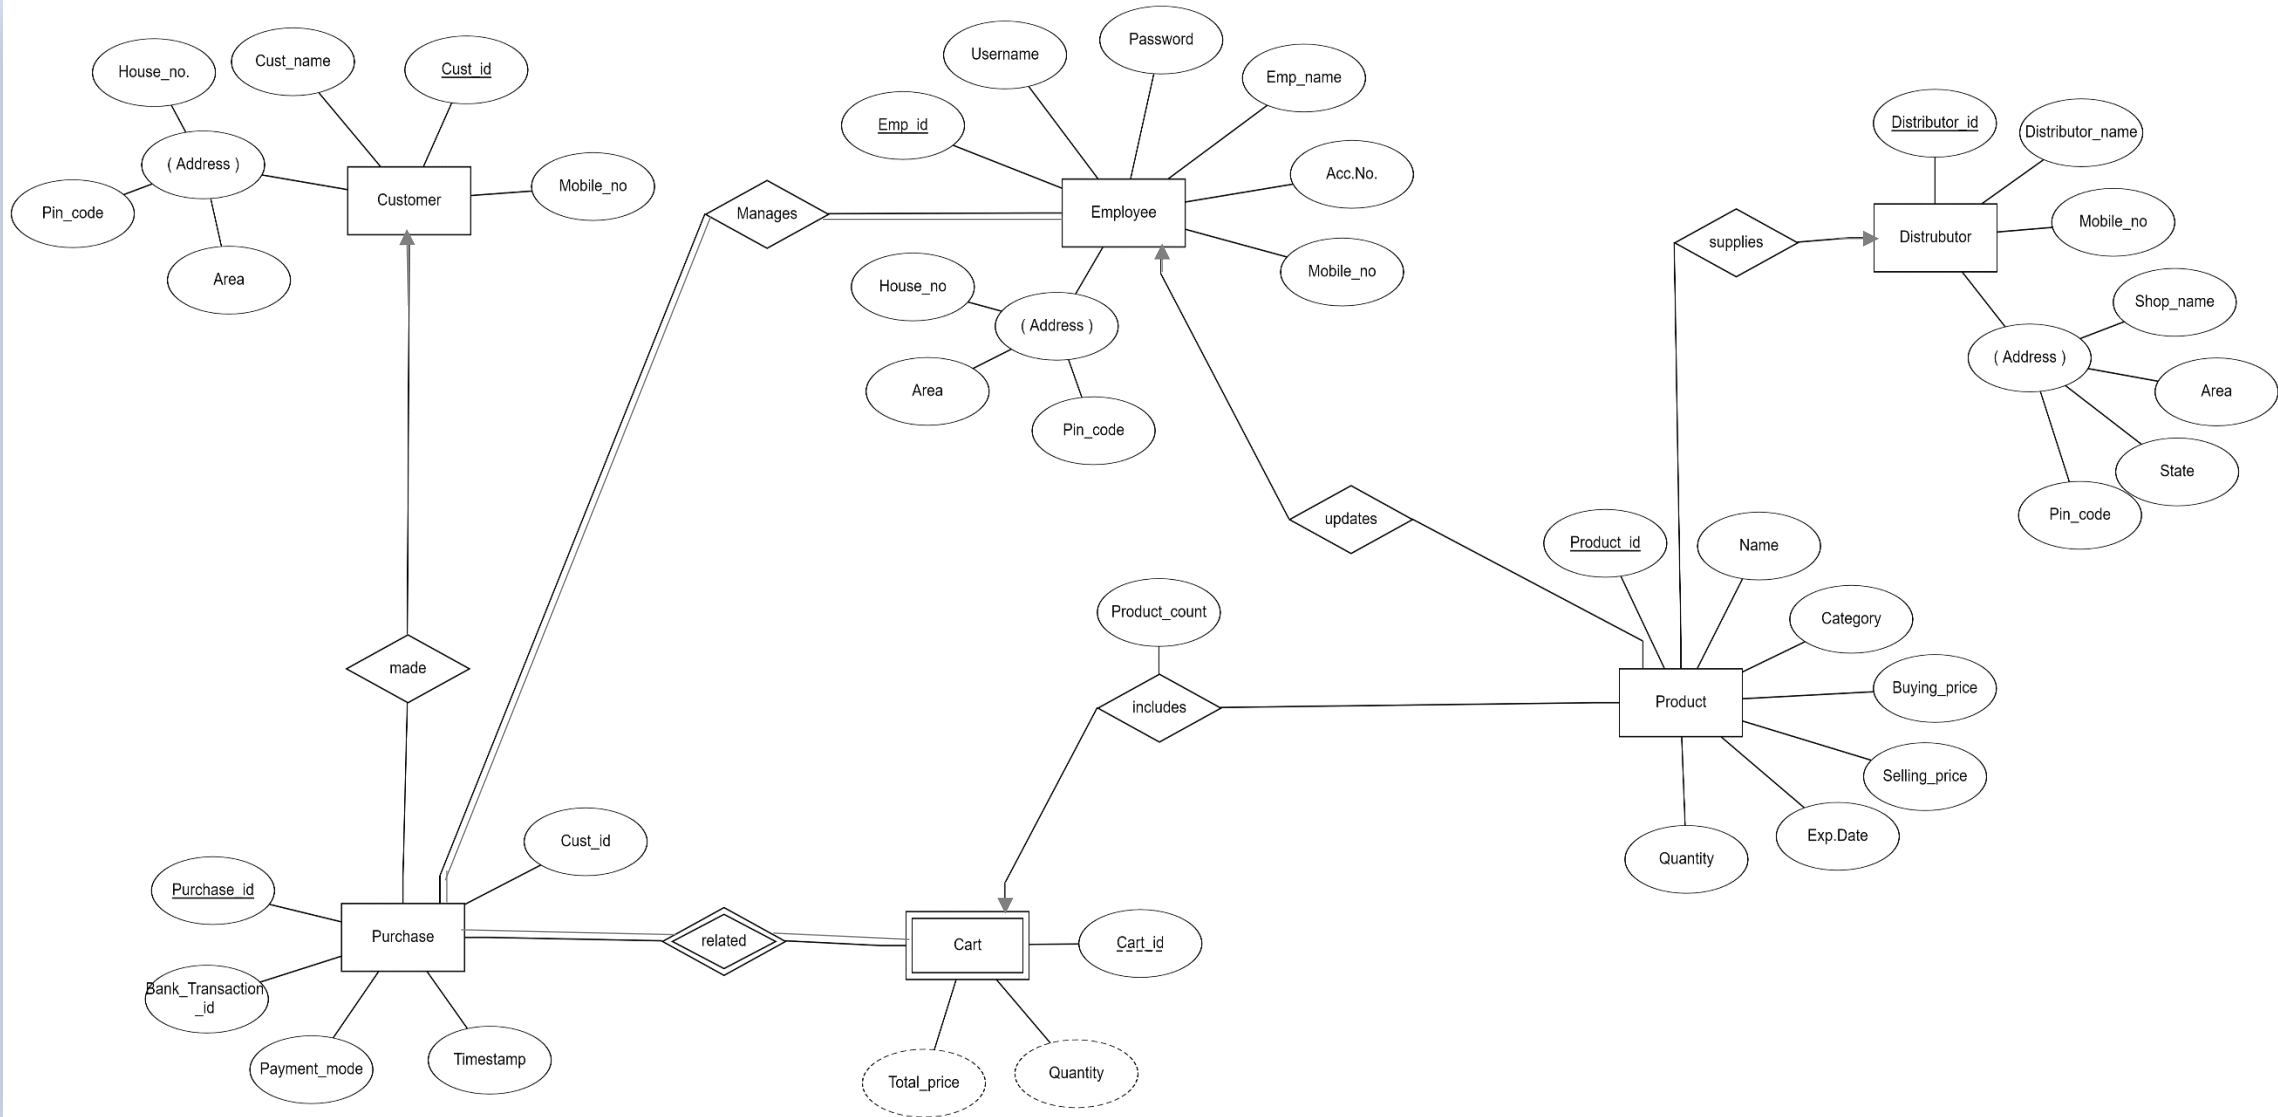 Password
Username
Cust_name
Cust_id
House_no.
Emp_name
Emp_id
Distrubutor_id
Distributor_name
( Address )
Acc.No.
Mobile_no
Customer
Pin_code
Manages
Employee
Mobile_no
Distrubutor
supplies
Mobile_no
Area
House_no
( Address )
Shop_name
( Address )
Area
Area
Pin_code
State
Pin_code
updates
Product_id
Name
Product_count
Category
made
includes
Product
Buying_price
Selling_price
Exp.Date
Quantity
Cust_id
Purchase_id
Purchase
related
Cart
Cart_id
Bank_Transaction
_id
Payment_mode
Timestamp
Total_price
Quantity